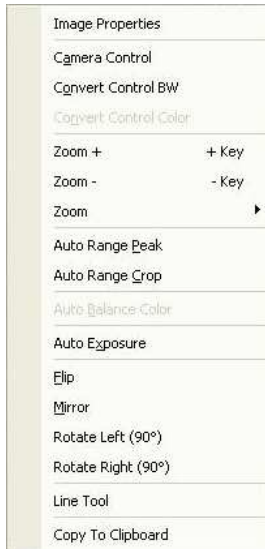 Image Properties
Camera Control
Convert Control BW
Convert Control Color
Zoom + + Key
Zoom - - Key
Zoom
Auto Range Peak
Auto Range Crop
Auto Balance Color
Auto Exposure
Flip
Mirror
Rotate Left (90°)
Rotate Right (90°)
Line Tool
Copy To Clipboard